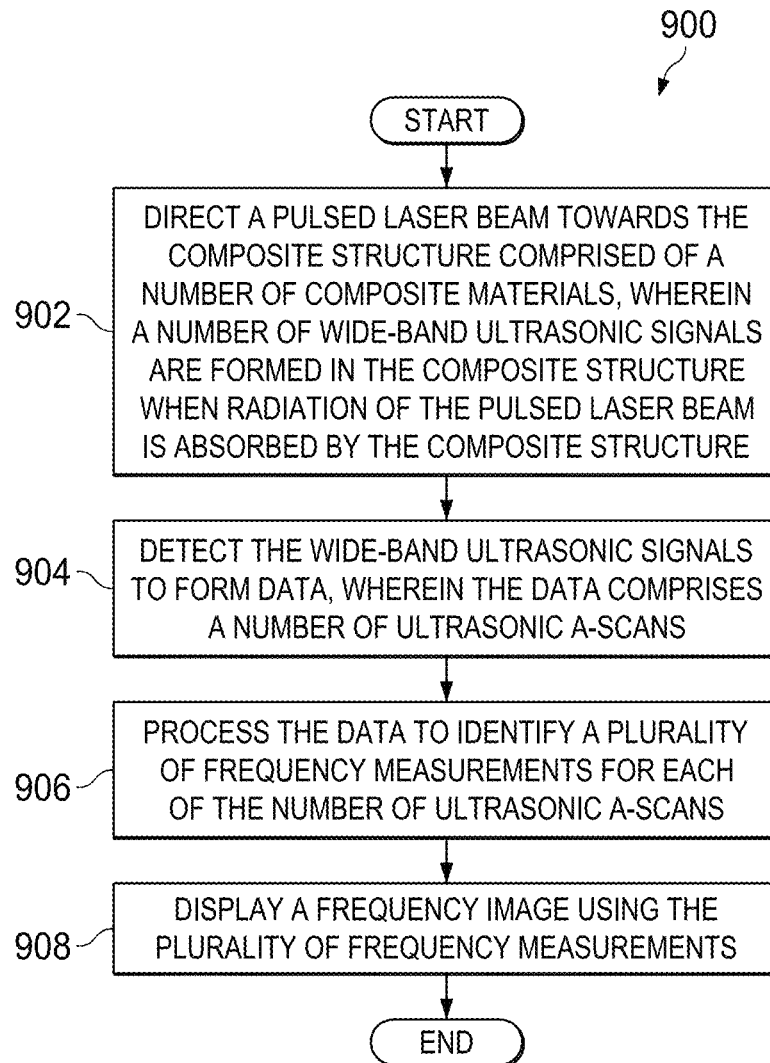 900
START
902
DIRECT A PULSED LASER BEAM TOWARDS THE
COMPOSITE STRUCTURE COMPRISED OF A
NUMBER OF COMPOSITE MATERIALS, WHEREIN
A NUMBER OF WIDE-BAND ULTRASONIC SIGNALS
ARE FORMED IN THE COMPOSITE STRUCTURE
WHEN RADIATION OF THE PULSED LASER BEAM
IS ABSORBED BY THE COMPOSITE STRUCTURE
904
DETECT THE WIDE-BAND ULTRASONIC SIGNALS
TO FORM DATA, WHEREIN THE DATA COMPRISES
A NUMBER OF ULTRASONIC A-SCANS
906
PROCESS THE DATA TO IDENTIFY A PLURALITY
OF FREQUENCY MEASUREMENTS FOR EACH
OF THE NUMBER OF ULTRASONIC A-SCANS
908
DISPLAY A FREQUENCY IMAGE USING THE
PLURALITY OF FREQUENCY MEASUREMENTS
END